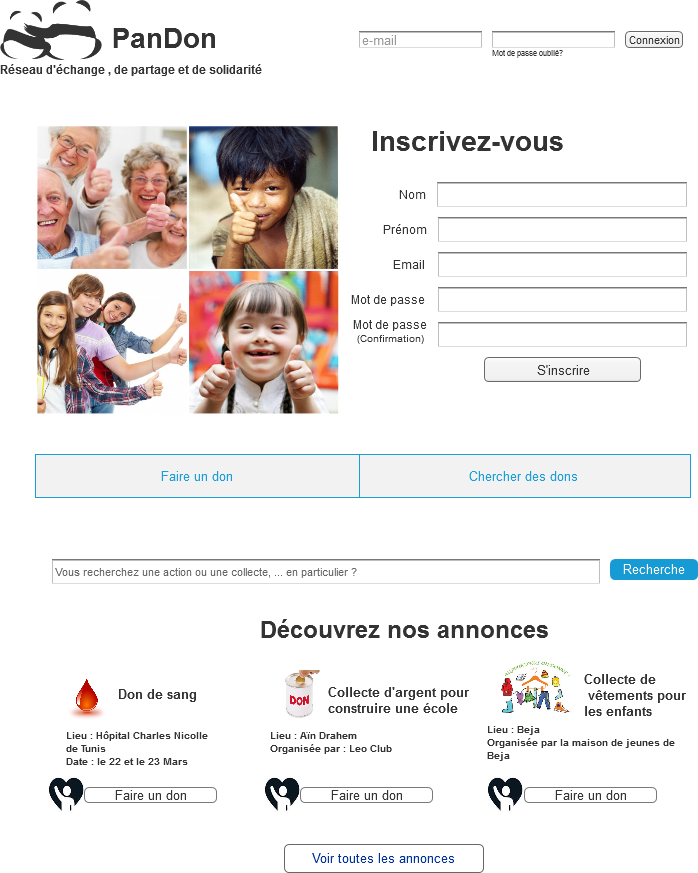 PanDon
e-mail
Connexion
Mot de passe oublié?
Réseau d'échange , de partage et de solidarité
Inscrivez-vous
Nom
Prénom
Email
Mot de passe
Mot de passe
(Confirmation)
S'inscrire
Faire un don
Chercher des dons
Vous recherchez une action ou une collecte, ... en particulier ?
Recherche
Découvrez nos annonces
Don de sang
Lieu : Hôpital Charles Nicolle
de Tunis
Date : le 22 et le 23 Mars
Faire un don
DON
Collecte d'argent pour
construire une école
Lieu : Aïn Drahem
Organisée par : Leo Club
Faire un don
Collecte de
vêtements pour
les enfants
Lieu : Beja
Organisée par la maison de jeunes de
Beja
Faire un don
Voir toutes les annonces